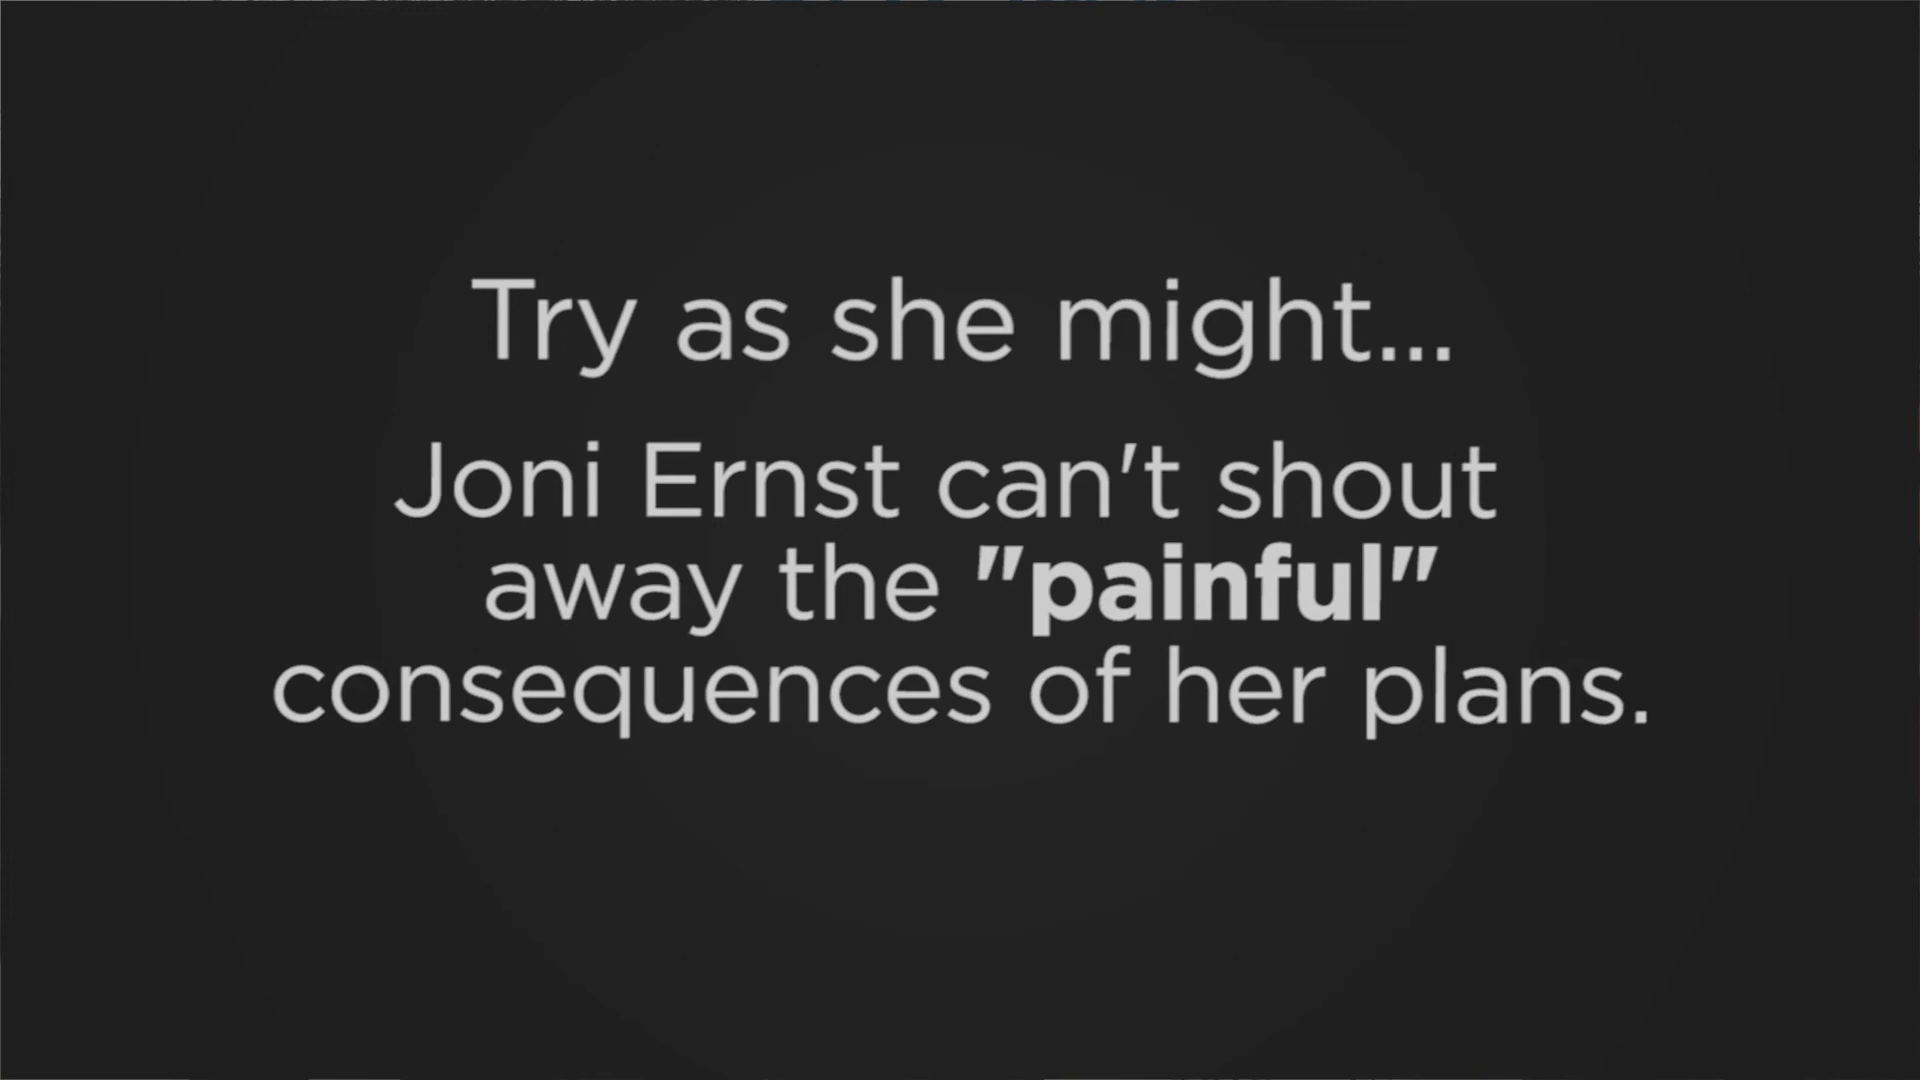 Try as she might...
Joni Ernst can't shout
away the "painful"
consequences of her plans.